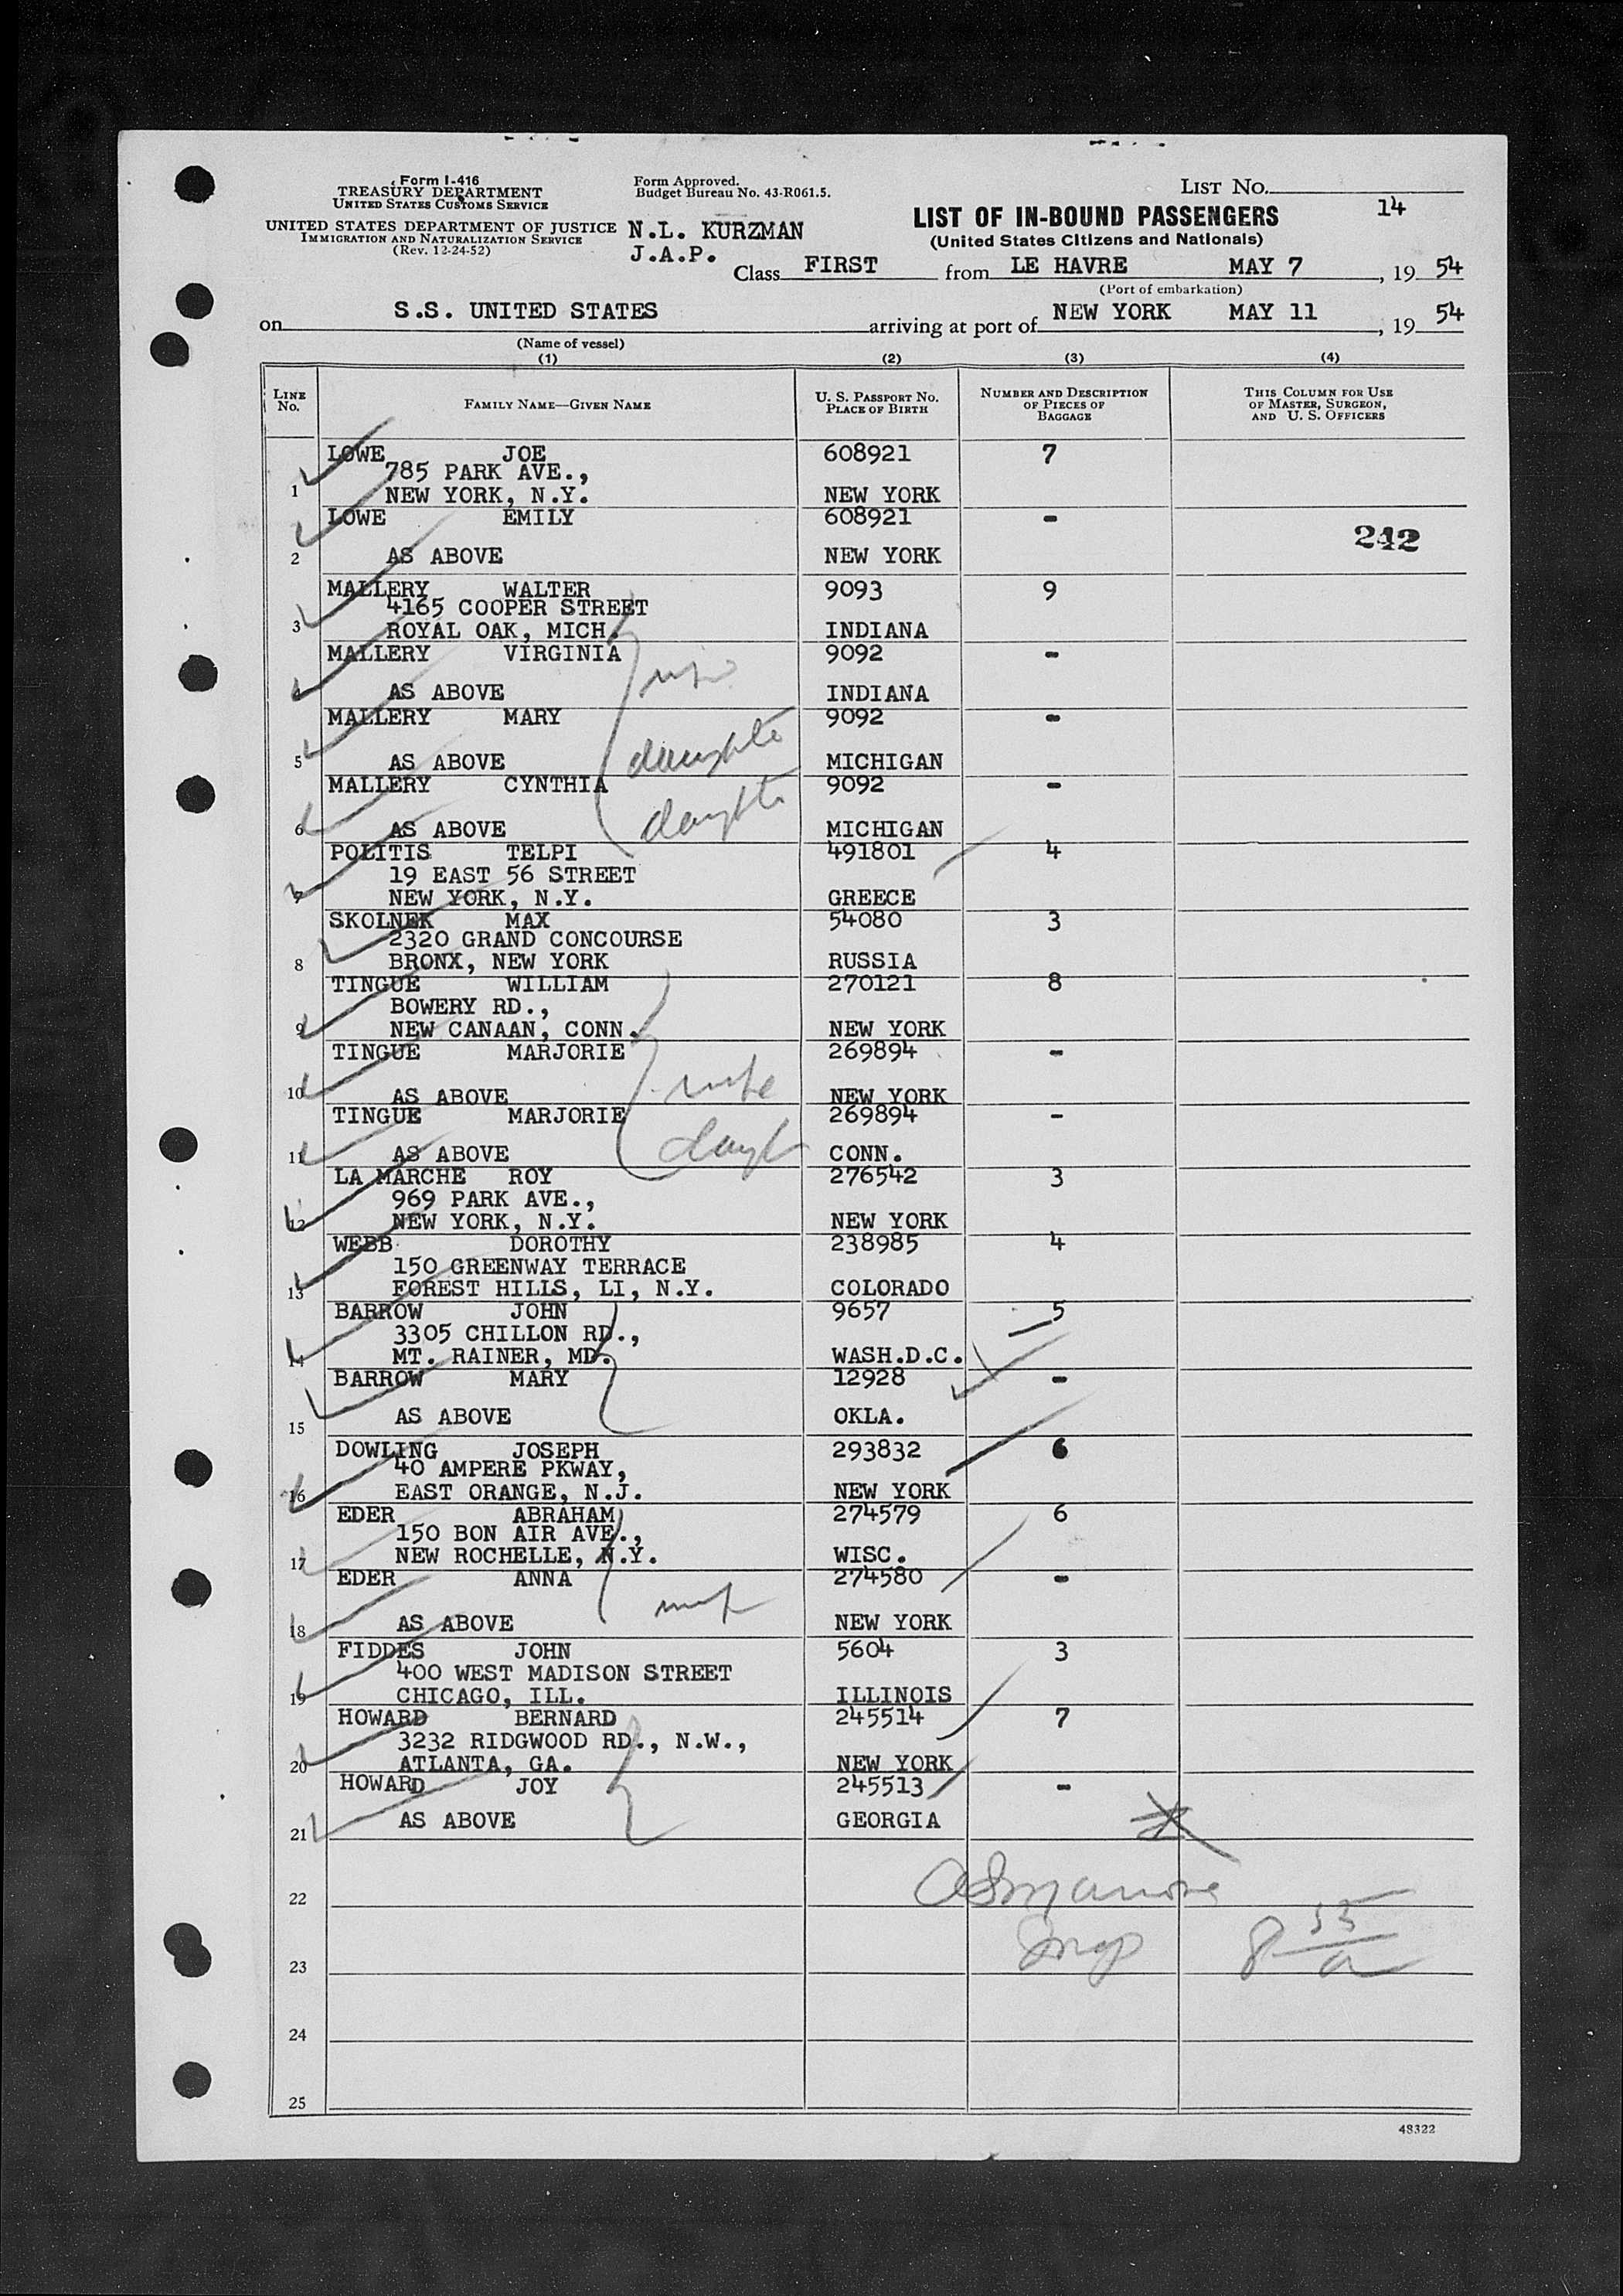 Form I-416
TREASURY DEPARTMENT
UNITED STATES CUSTOMS SERVICE
UNITED STATES DEPARTMENT OF JUSTICE
IMMIGRATION AND NATURALIZATION SERVICE
(Rev. 12-24-52)
Form Approved.
Budget Bureau No. 43-R061.5.
N.L. KURZMAN
J.A.P.
LIST NO.
14
LIST OF IN-BOUND PASSENGERS
(United States Citizens and Nationals)
Class FIRST from LE HAVRE MAY 7, 19 54
(Port of embarkation)
on S.S. UNITED STATES arriving at port of NEW YORK MAY 11, 19 54
(Name of vessel)
(1) (2) (3) (4)
LINE No. FAMILY NAME—GIVEN NAME U. S. PASSPORT NO. PLACE OF BIRTH NUMBER AND DESCRIPTION OF PIECES OF BAGGAGE THIS COLUMN FOR USE OF MASTER, SURGEON, AND U. S. OFFICERS
LOWE JOE 608921 7
785 PARK AVE.,
1 NEW YORK, N.Y. NEW YORK
LOWE EMILY 608921 -
242
2 AS ABOVE NEW YORK
MALLERY WALTER 9093 9
4165 COOPER STREET
3 ROYAL OAK, MICH. INDIANA
MALLERY VIRGINIA 9092 -
4 AS ABOVE INDIANA
MALLERY MARY 9092 -
daughte
5 AS ABOVE MICHIGAN
MALLERY CYNTHIA 9092 -
6 AS ABOVE MICHIGAN
POLITIS TELPI 491801 4
19 EAST 56 STREET
7 NEW YORK, N.Y. GREECE
SKOLNEK MAX 54080 3
2320 GRAND CONCOURSE
8 BRONX, NEW YORK RUSSIA
TINGUE WILLIAM 270121 8
BOWERY RD.,
9 NEW CANAAN, CONN. NEW YORK
TINGUE MARJORIE 269894 -
wife
10 AS ABOVE NEW YORK
TINGUE MARJORIE 269894 -
11 AS ABOVE CONN.
LA MARCHE ROY 276542 3
969 PARK AVE.,
12 NEW YORK, N.Y. NEW YORK
WEBB DOROTHY 238985 4
150 GREENWAY TERRACE
13 FOREST HILLS, LI, N.Y. COLORADO
BARROW JOHN 9657 5
3305 CHILLON RD.,
14 MT. RAINER, MD. WASH.D.C.
BARROW MARY 12928 -
15 AS ABOVE OKLA.
DOWLING JOSEPH 293832 6
40 AMPERE PKWAY,
16 EAST ORANGE, N.J. NEW YORK
EDER ABRAHAM 274579 6
150 BON AIR AVE.,
17 NEW ROCHELLE, N.Y. WISC.
EDER ANNA 274580 -
18 AS ABOVE NEW YORK
FIDDES JOHN 5604 3
400 WEST MADISON STREET
19 CHICAGO, ILL. ILLINOIS
HOWARD BERNARD 245514 7
3232 RIDGWOOD RD., N.W.,
20 ATLANTA, GA. NEW YORK
HOWARD JOY 245513 -
21 AS ABOVE GEORGIA
22
23
24
25
48322